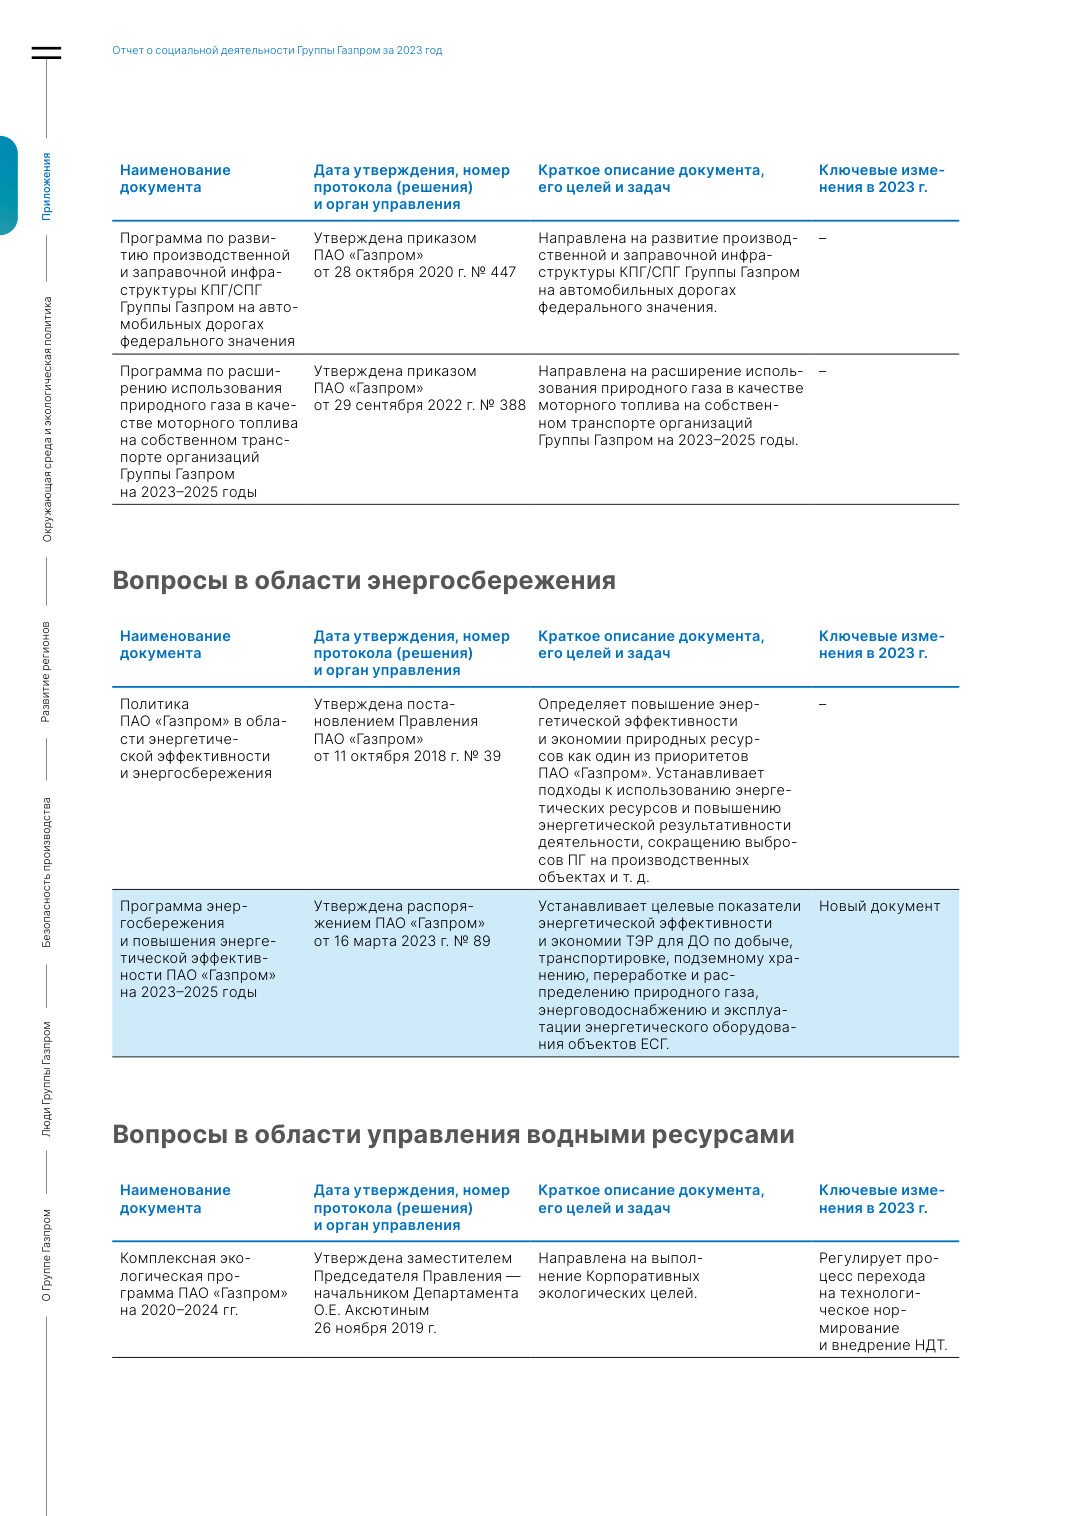 Отчет о социальной деятельности Группы Газпром за 2023 год
Приложения
Окружающая среда и экологическая политика
Развитие регионов
Безопасность производства
Люди Группы Газпром
О Группе Газпром
Наименование
документа
Дата утверждения, номер
протокола (решения)
и орган управления
Краткое описание документа,
его целей и задач
Ключевые изме-
нения в 2023 г.
Программа по разви-
тию производственной
и заправочной инфра-
структуры КПГ/СПГ
Группы Газпром на авто-
мобильных дорогах
федерального значения
Утверждена приказом
ПАО «Газпром»
от 28 октября 2020 г. № 447
Направлена на развитие производ-
ственной и заправочной инфра-
структуры КПГ/СПГ Группы Газпром
на автомобильных дорогах
федерального значения.
–
Программа по расши-
рению использования
природного газа в каче-
стве моторного топлива
на собственном транс-
порте организаций
Группы Газпром
на 2023–2025 годы
Утверждена приказом
ПАО «Газпром»
от 29 сентября 2022 г. № 388
Направлена на расширение исполь-
зования природного газа в качестве
моторного топлива на собствен-
ном транспорте организаций
Группы Газпром на 2023–2025 годы.
–
Вопросы в области энергосбережения
Наименование
документа
Дата утверждения, номер
протокола (решения)
и орган управления
Краткое описание документа,
его целей и задач
Ключевые изме-
нения в 2023 г.
Политика
ПАО «Газпром» в обла-
сти энергетиче-
ской эффективности
и энергосбережения
Утверждена поста-
новлением Правления
ПАО «Газпром»
от 11 октября 2018 г. № 39
Определяет повышение энер-
гетической эффективности
и экономии природных ресур-
сов как один из приоритетов
ПАО «Газпром». Устанавливает
подходы к использованию энерге-
тических ресурсов и повышению
энергетической результативности
деятельности, сокращению выбро-
сов ПГ на производственных
объектах и т. д.
–
Программа энер-
госбережения
и повышения энерге-
тической эффектив-
ности ПАО «Газпром»
на 2023–2025 годы
Утверждена распоря-
жением ПАО «Газпром»
от 16 марта 2023 г. № 89
Устанавливает целевые показатели
энергетической эффективности
и экономии ТЭР для ДО по добыче,
транспортировке, подземному хра-
нению, переработке и рас-
пределению природного газа,
энерговодоснабжению и эксплуа-
тации энергетического оборудова-
ния объектов ЕСГ.
Новый документ
Вопросы в области управления водными ресурсами
Наименование
документа
Дата утверждения, номер
протокола (решения)
и орган управления
Краткое описание документа,
его целей и задач
Ключевые изме-
нения в 2023 г.
Комплексная эко-
логическая про-
грамма ПАО «Газпром»
на 2020–2024 гг.
Утверждена заместителем
Председателя Правления —
начальником Департамента
О.Е. Аксютиным
26 ноября 2019 г.
Направлена на выпол-
нение Корпоративных
экологических целей.
Регулирует про-
цесс перехода
на технологи-
ческое нор-
мирование
и внедрение НДТ.